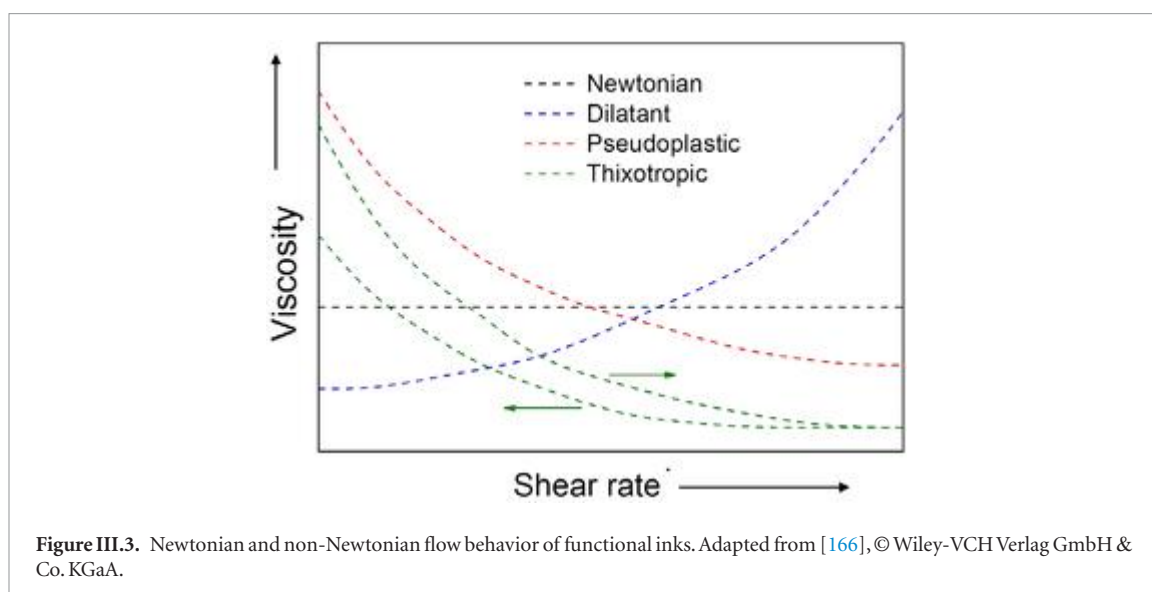 Newtonian
Dilatant
Pseudoplastic
Thixotropic
Viscosity
Shear rate
Figure III.3. Newtonian and non-Newtonian flow behavior of functional inks. Adapted from [166], © Wiley-VCH Verlag GmbH &
Co. KGaA.